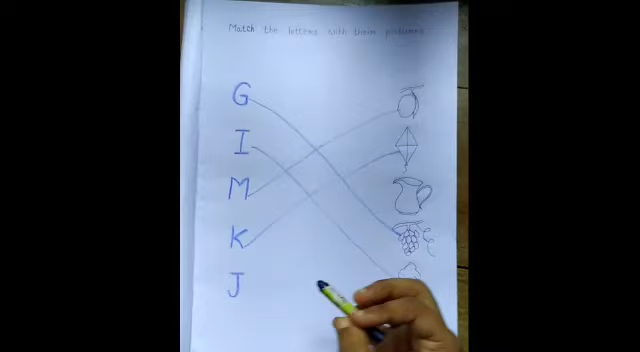 Match the letters with their pictures
G
I
M
K
J